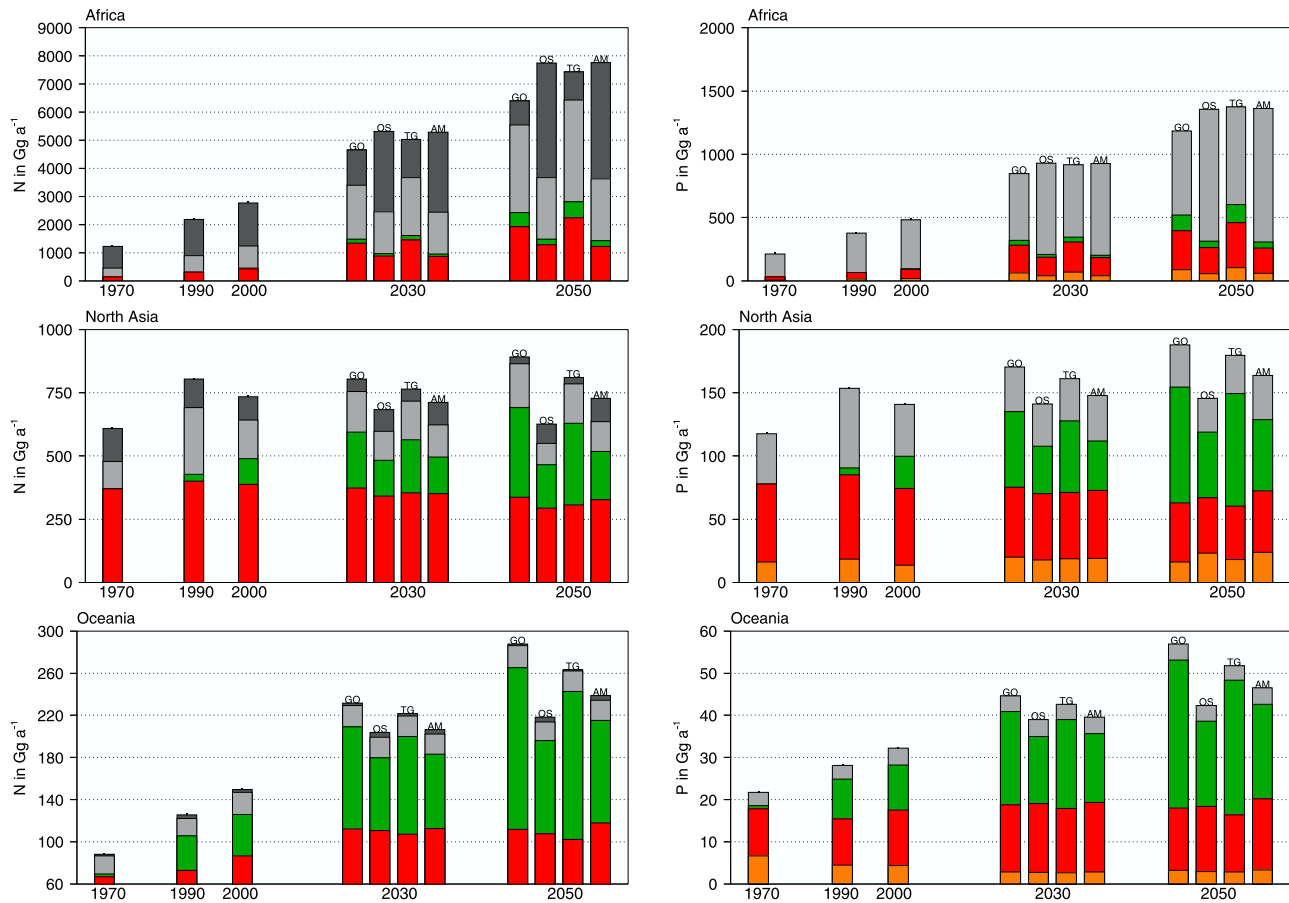 Africa
N in Gg a-1
9000
8000
7000
6000
5000
4000
3000
2000
1000
0
GO OS TG AM
GO OS TG AM
1970 1990 2000 2030 2050
Africa
P in Gg a-1
2000
1500
1000
500
0
GO OS TG AM
GO OS TG AM
1970 1990 2000 2030 2050
North Asia
N in Gg a-1
1000
750
500
250
0
GO OS TG AM
GO OS TG AM
1970 1990 2000 2030 2050
North Asia
P in Gg a-1
200
150
100
50
0
GO OS TG AM
GO OS TG AM
1970 1990 2000 2030 2050
Oceania
N in Gg a-1
300
260
220
180
140
100
60
GO OS TG AM
GO OS TG AM
1970 1990 2000 2030 2050
Oceania
P in Gg a-1
60
50
40
30
20
10
0
GO OS TG AM
GO OS TG AM
1970 1990 2000 2030 2050